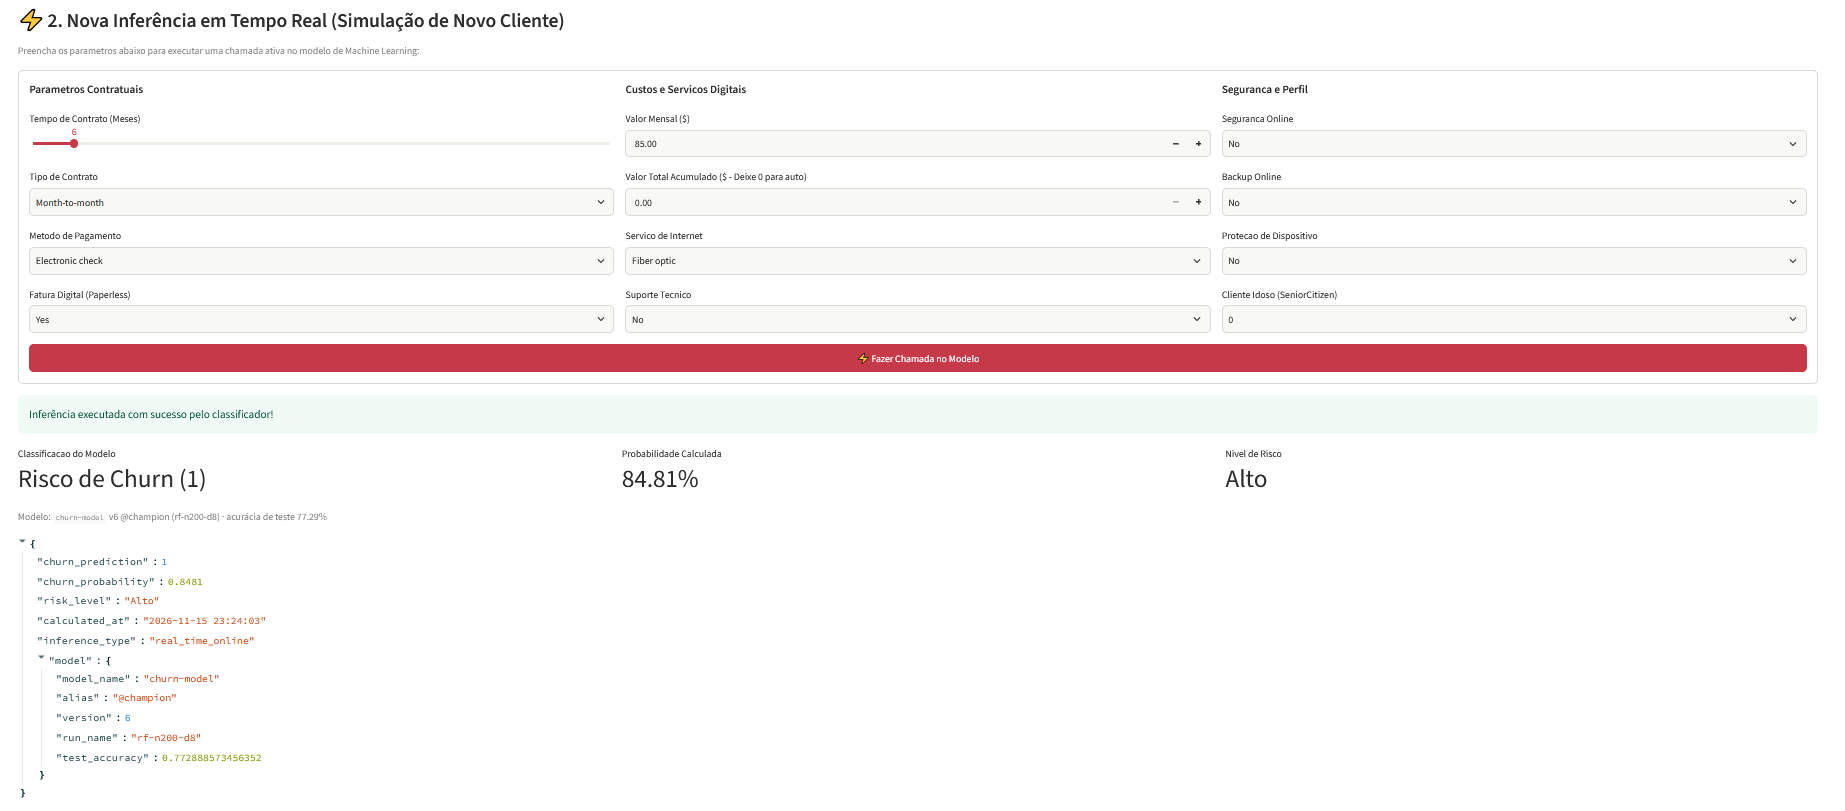 ⚡ 2. Nova Inferência em Tempo Real (Simulação de Novo Cliente)
Preencha os parametros abaixo para executar uma chamada ativa no modelo de Machine Learning:
Parametros Contratuais
Tempo de Contrato (Meses)
6
Tipo de Contrato
Month-to-month
Metodo de Pagamento
Electronic check
Fatura Digital (Paperless)
Yes
Custos e Servicos Digitais
Valor Mensal ($)
85.00
Valor Total Acumulado ($ - Deixe 0 para auto)
0.00
Servico de Internet
Fiber optic
Suporte Tecnico
No
Seguranca e Perfil
Seguranca Online
No
Backup Online
No
Protecao de Dispositivo
No
Cliente Idoso (SeniorCitizen)
0
⚡ Fazer Chamada no Modelo
Inferência executada com sucesso pelo classificador!
Classificacao do Modelo
Risco de Churn (1)
Probabilidade Calculada
84.81%
Nivel de Risco
Alto
Modelo: churn-model v6 @champion (rf-n200-d8) · acurácia de teste 77.29%
{
"churn_prediction" : 1
"churn_probability" : 0.8481
"risk_level" : "Alto"
"calculated_at" : "2026-11-15 23:24:03"
"inference_type" : "real_time_online"
"model" : {
"model_name" : "churn-model"
"alias" : "@champion"
"version" : 6
"run_name" : "rf-n200-d8"
"test_accuracy" : 0.772888573456352
}
}